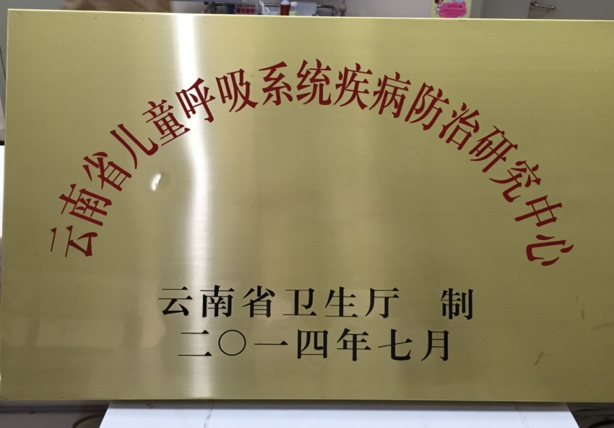 云南省儿童呼吸系统疾病防治研究中心
云南省卫生厅 制
二〇一四年七月